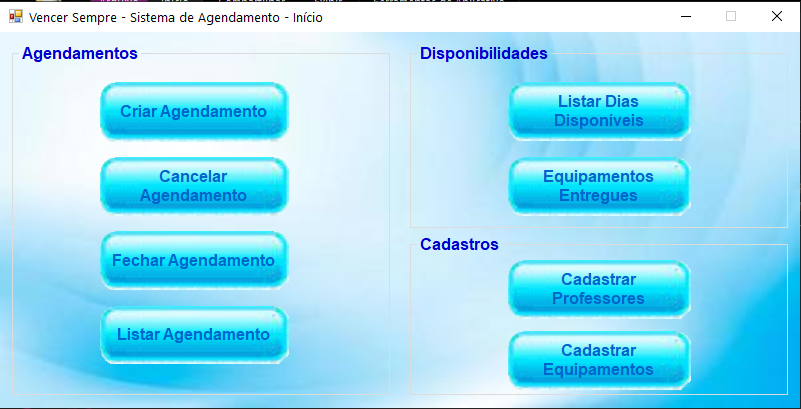 Vencer Sempre - Sistema de Agendamento - Início
Agendamentos
Criar Agendamento
Cancelar
Agendamento
Fechar Agendamento
Listar Agendamento
Disponibilidades
Listar Dias
Disponíveis
Equipamentos
Entregues
Cadastros
Cadastrar
Professores
Cadastrar
Equipamentos